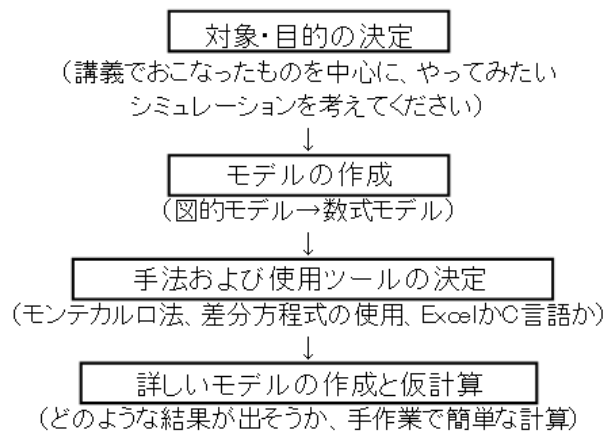 対象・目的の決定
（講義でおこなったものを中心に、やってみたい
シミュレーションを考えてください）
↓
モデルの作成
（図的モデル→数式モデル）
↓
手法および使用ツールの決定
（モンテカルロ法、差分方程式の使用、ExcelかC言語か）
↓
詳しいモデルの作成と仮計算
（どのような結果が出そうか、手作業で簡単な計算）